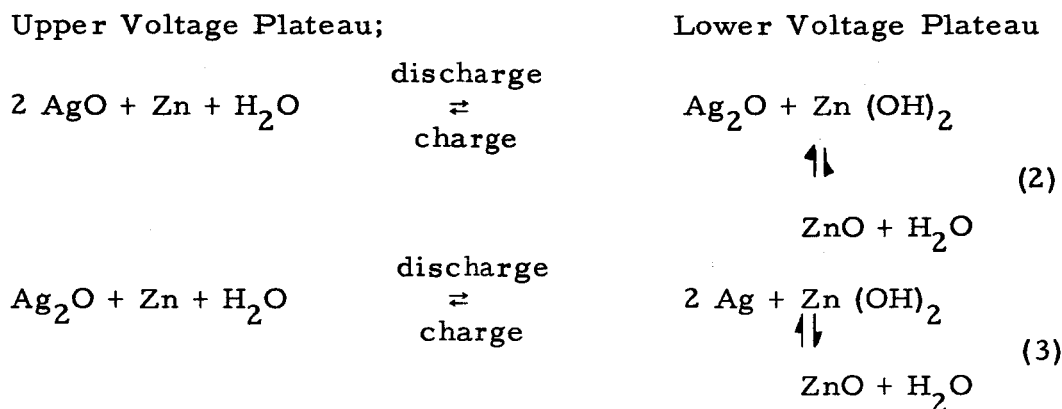 Upper Voltage Plateau; Lower Voltage Plateau
discharge
2 AgO + Zn + H₂O ⇄ Ag₂O + Zn (OH)₂
charge
⇅
(2)
ZnO + H₂O
discharge
Ag₂O + Zn + H₂O ⇄ 2 Ag + Zn (OH)₂
charge
⇅
(3)
ZnO + H₂O